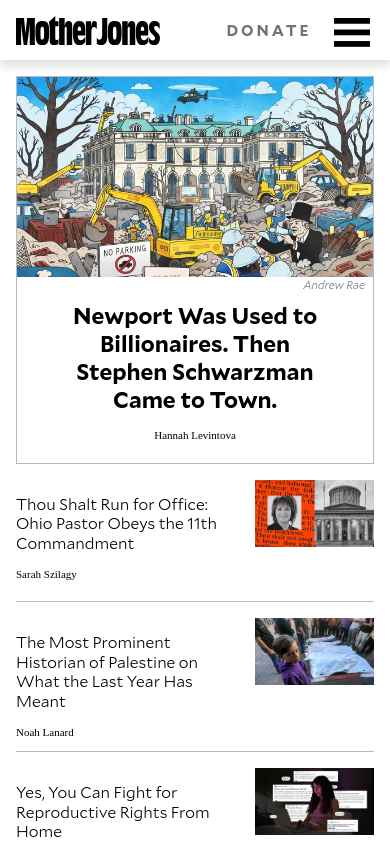 Mother Jones
DONATE
NO PARKING
Andrew Rae
Newport Was Used to
Billionaires. Then
Stephen Schwarzman
Came to Town.
Hannah Levintova
Thou Shalt Run for Office:
Ohio Pastor Obeys the 11th
Commandment
Sarah Szilagy
The Most Prominent
Historian of Palestine on
What the Last Year Has
Meant
Noah Lanard
Yes, You Can Fight for
Reproductive Rights From
Home